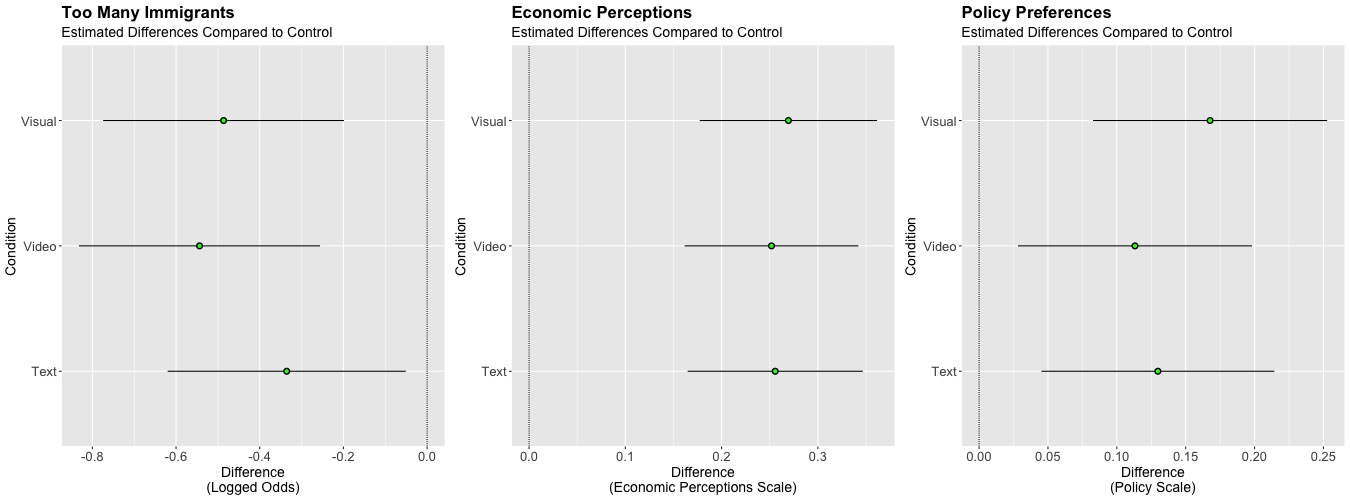 Too Many Immigrants
Estimated Differences Compared to Control
Condition
Visual
Video
Text
-0.8 -0.6 -0.4 -0.2 0.0
Difference
(Logged Odds)
Economic Perceptions
Estimated Differences Compared to Control
Condition
Visual
Video
Text
0.0 0.1 0.2 0.3
Difference
(Economic Perceptions Scale)
Policy Preferences
Estimated Differences Compared to Control
Condition
Visual
Video
Text
0.00 0.05 0.10 0.15 0.20 0.25
Difference
(Policy Scale)